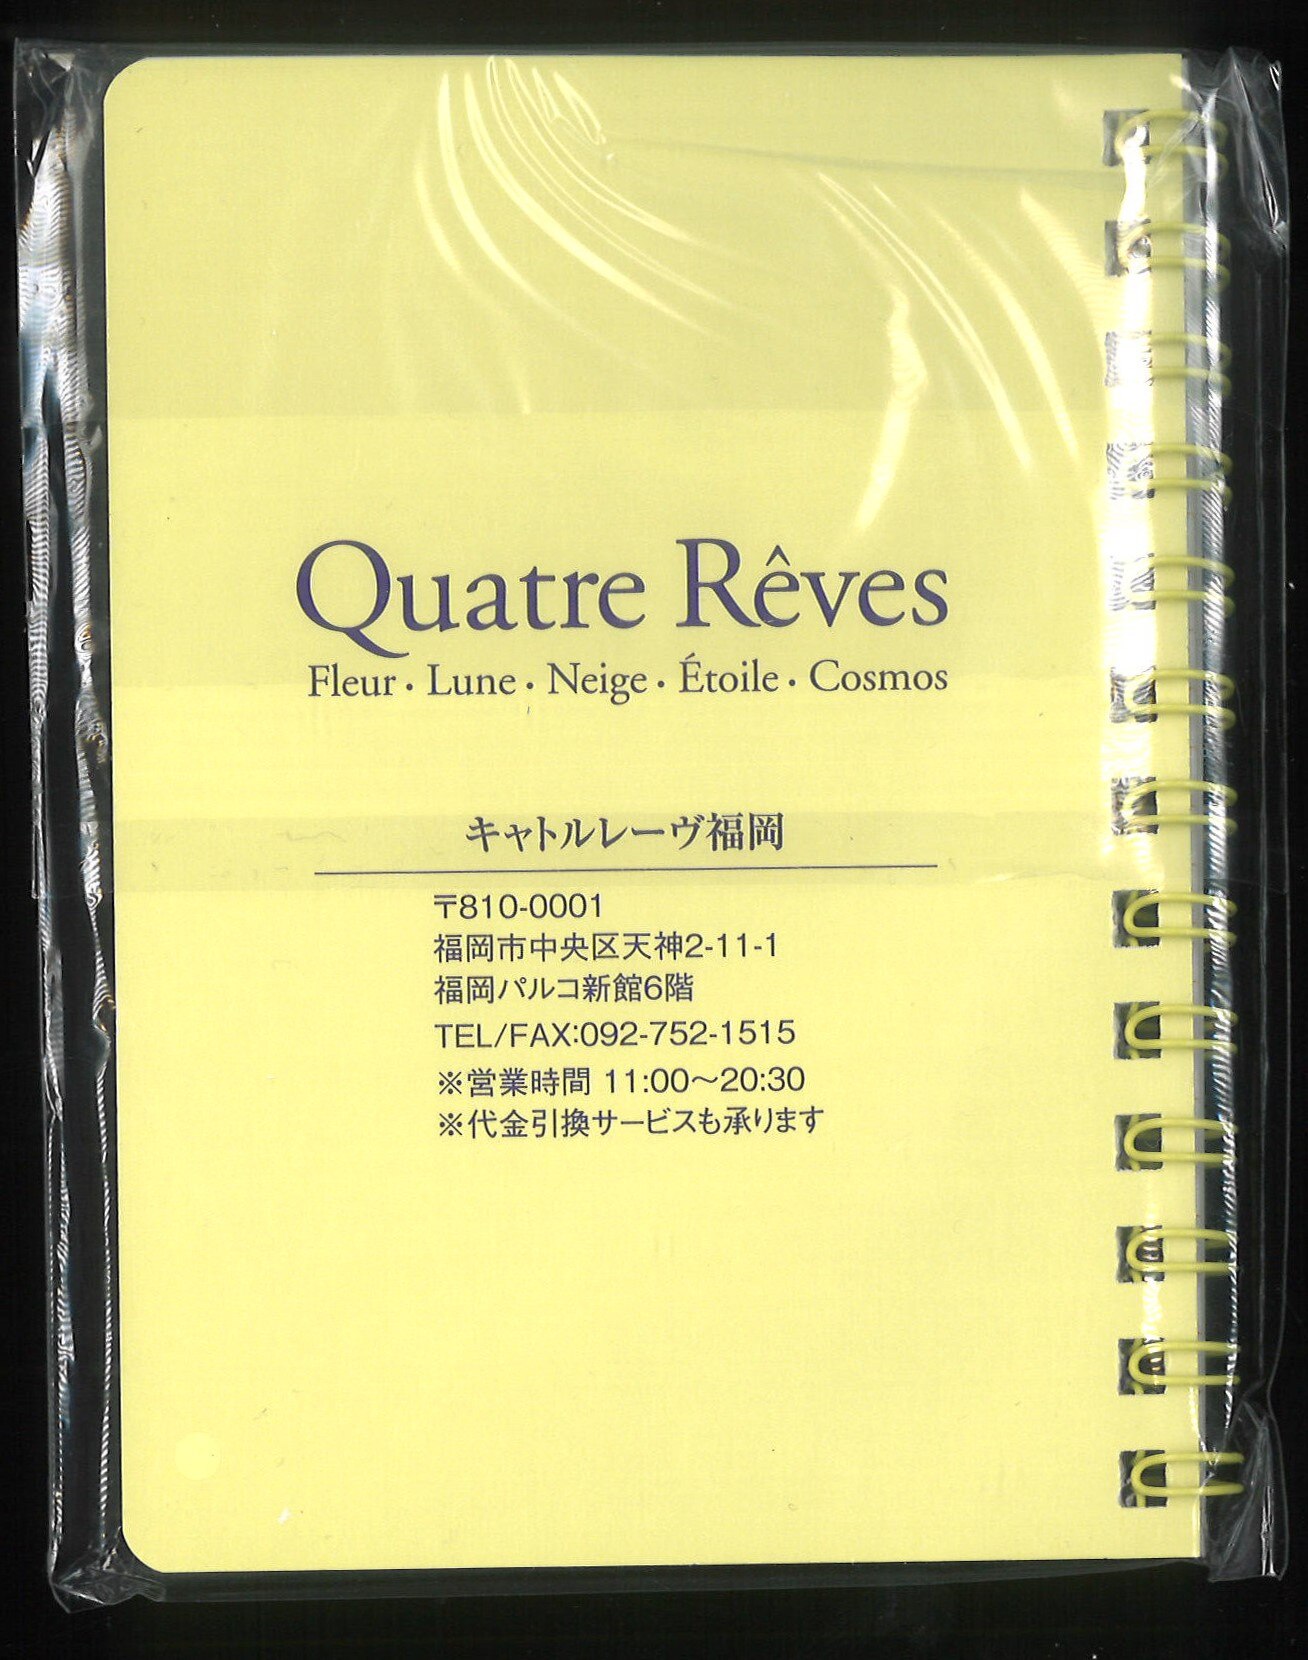 Quatre Rêves
Fleur・Lune・Neige・Étoile・Cosmos
キャトルレーヴ福岡
〒810-0001
福岡市中央区天神2-11-1
福岡パルコ新館6階
TEL/FAX:092-752-1515
※営業時間 11:00〜20:30
※代金引換サービスも承ります